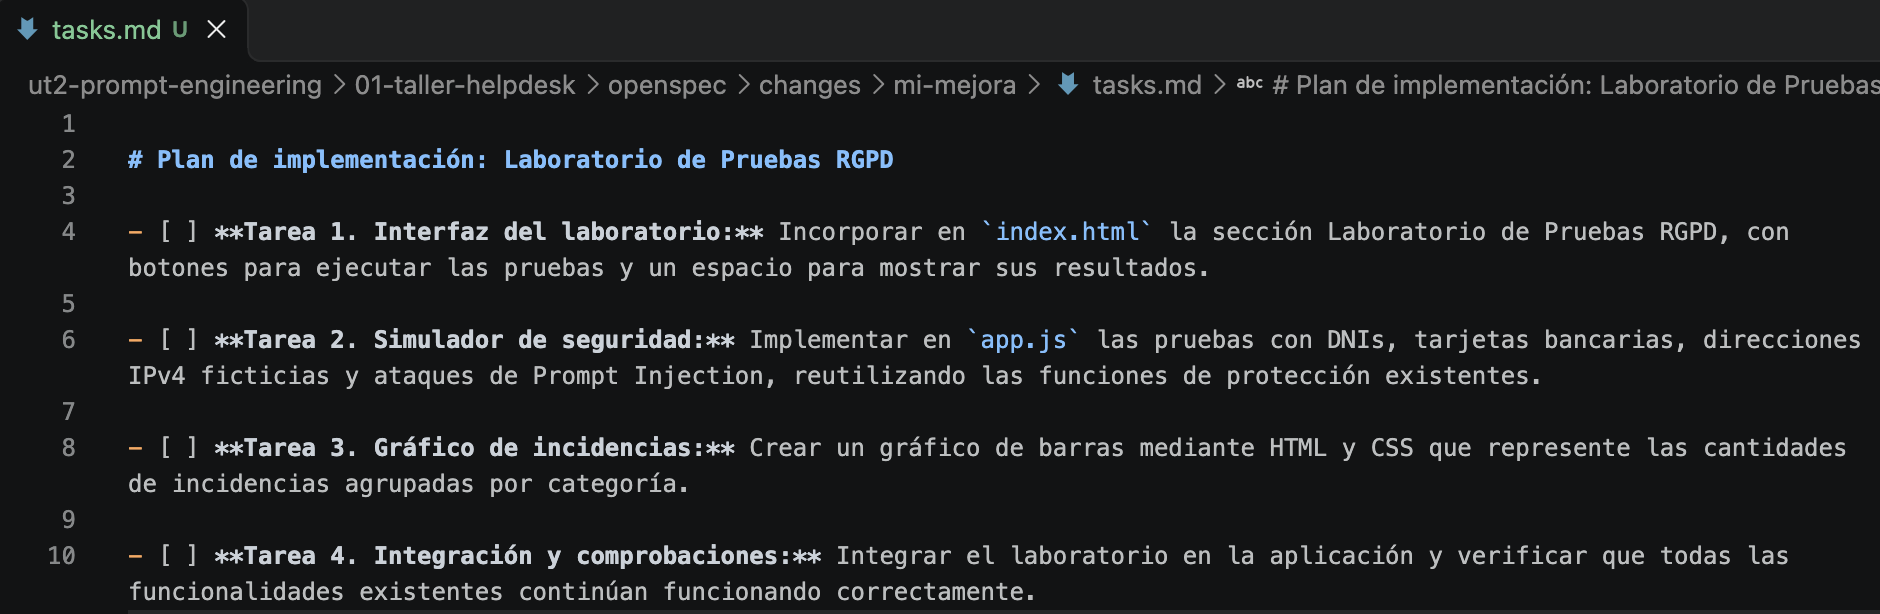 tasks.md U
ut2-prompt-engineering > 01-taller-helpdesk > openspec > changes > mi-mejora > tasks.md > abc # Plan de implementación: Laboratorio de Pruebas
1
2 # Plan de implementación: Laboratorio de Pruebas RGPD
3
4 - [ ] **Tarea 1. Interfaz del laboratorio:** Incorporar en `index.html` la sección Laboratorio de Pruebas RGPD, con
botones para ejecutar las pruebas y un espacio para mostrar sus resultados.
5
6 - [ ] **Tarea 2. Simulador de seguridad:** Implementar en `app.js` las pruebas con DNIs, tarjetas bancarias, direcciones
IPv4 ficticias y ataques de Prompt Injection, reutilizando las funciones de protección existentes.
7
8 - [ ] **Tarea 3. Gráfico de incidencias:** Crear un gráfico de barras mediante HTML y CSS que represente las cantidades
de incidencias agrupadas por categoría.
9
10 - [ ] **Tarea 4. Integración y comprobaciones:** Integrar el laboratorio en la aplicación y verificar que todas las
funcionalidades existentes continúan funcionando correctamente.